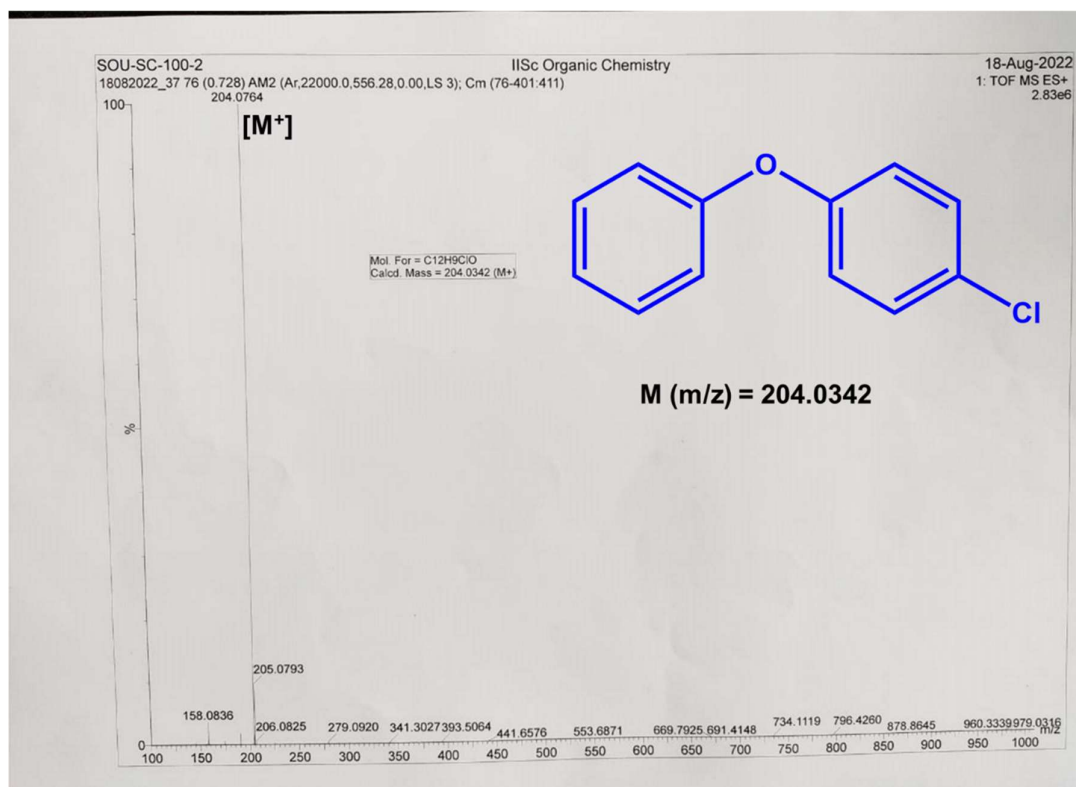 SOU-SC-100-2 IISc Organic Chemistry 18-Aug-2022
18082022_37 76 (0.728) AM2 (Ar,22000.0,556.28,0.00,LS 3); Cm (76-401:411) 1: TOF MS ES+
204.0764 2.83e6
100
[M+]
O
Cl
Mol. For = C12H9ClO
Calcd. Mass = 204.0342 (M+)
M (m/z) = 204.0342
%
205.0793
158.0836
206.0825 279.0920 341.3027 393.5064 441.6576 553.6871 669.7925 691.4148 734.1119 796.4260 878.8645 960.3339 979.0316
0 m/z
100 150 200 250 300 350 400 450 500 550 600 650 700 750 800 850 900 950 1000